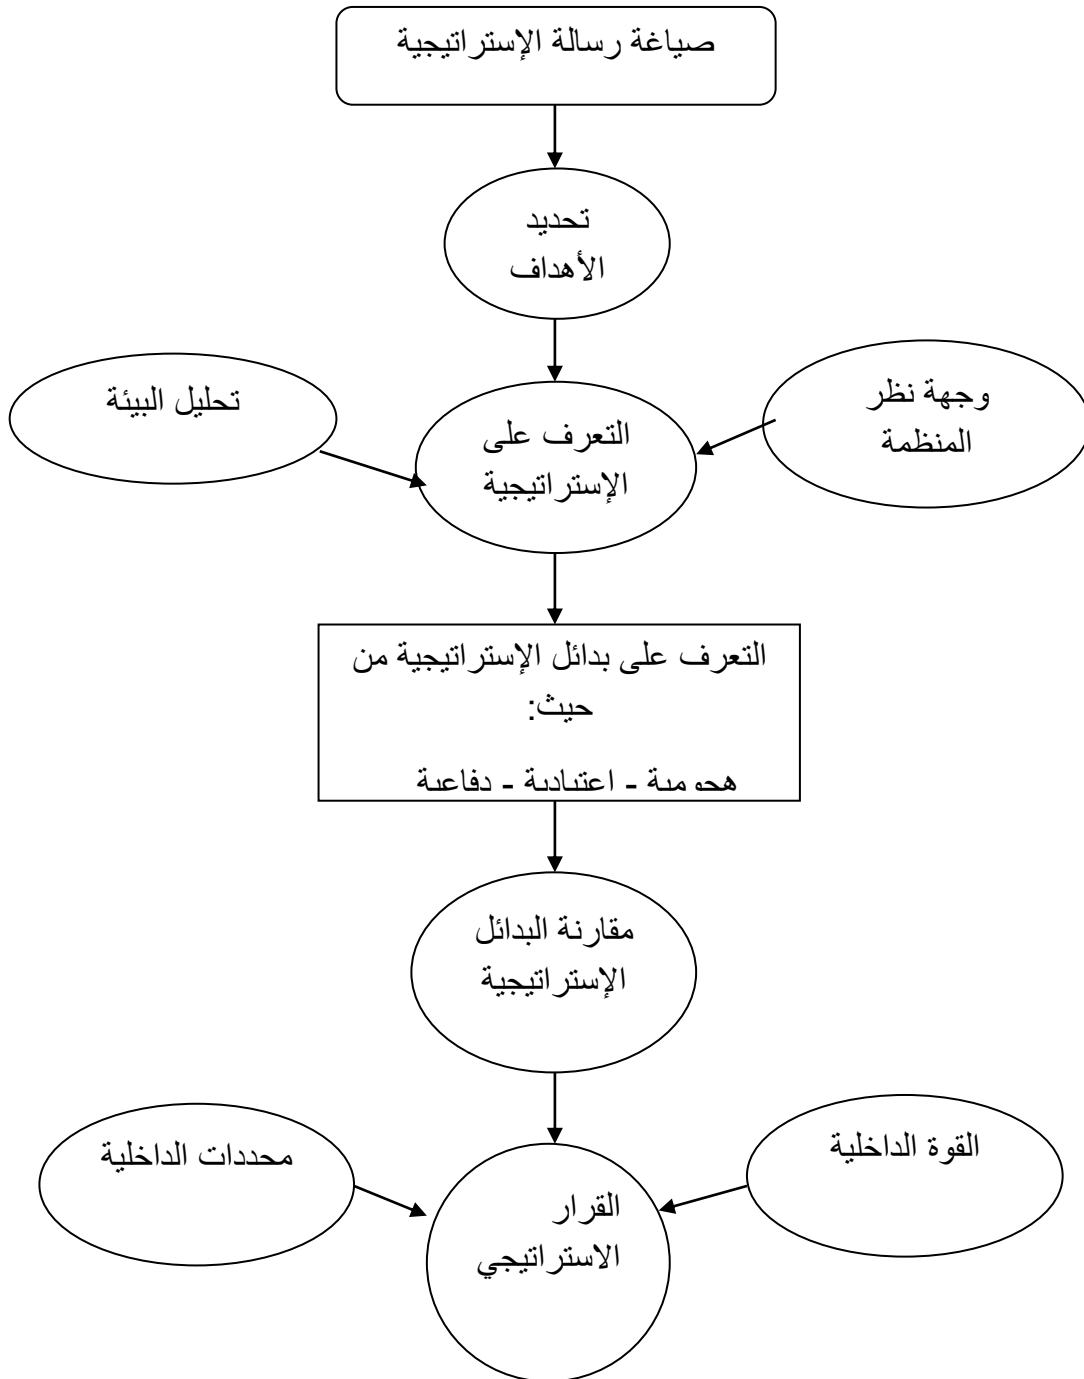 صياغة رسالة الإستراتيجية
تحديد
الأهداف
وجهة نظر
المنظمة
التعرف على
الإستراتيجية
تحليل البيئة
التعرف على بدائل الإستراتيجية من
حيث:
هجومية - اعتيادية - دفاعية
مقارنة البدائل
الإستراتيجية
القوة الداخلية
محددات الداخلية
القرار
الاستراتيجي